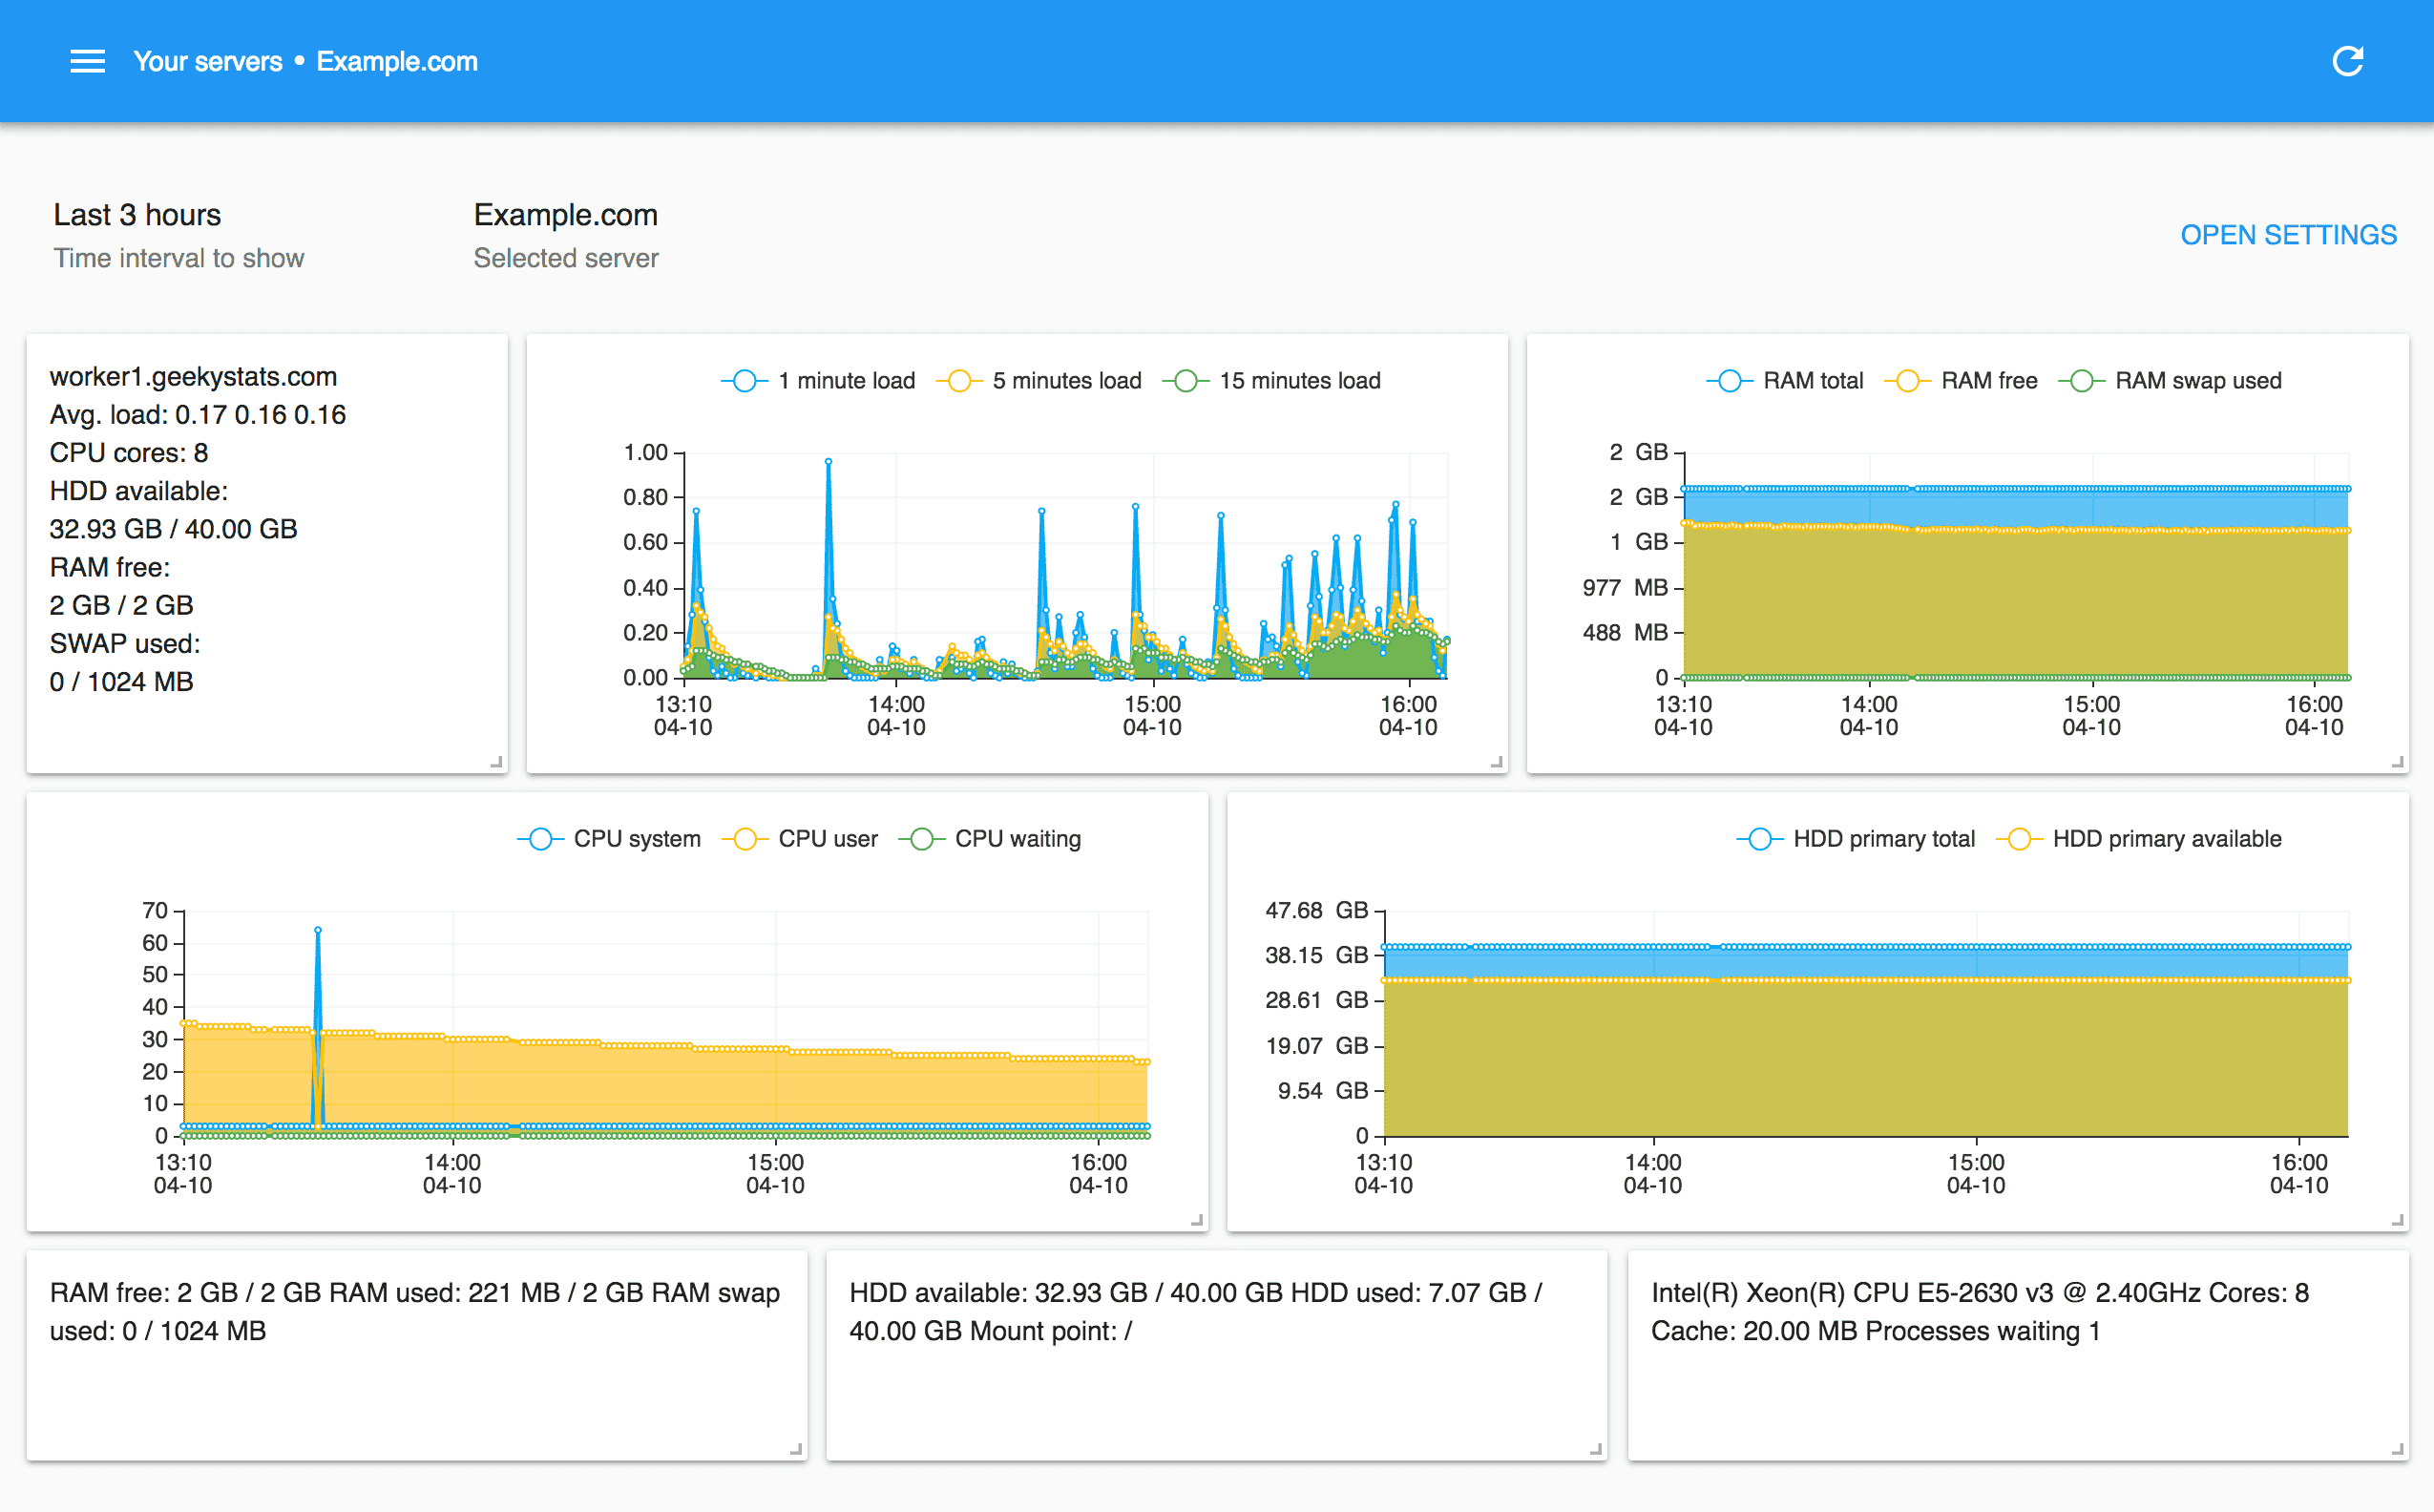 Your servers • Example.com
Last 3 hours
Time interval to show
Example.com
Selected server
OPEN SETTINGS
worker1.geekystats.com
Avg. load: 0.17 0.16 0.16
CPU cores: 8
HDD available:
32.93 GB / 40.00 GB
RAM free:
2 GB / 2 GB
SWAP used:
0 / 1024 MB
1 minute load 5 minutes load 15 minutes load
1.00
0.80
0.60
0.40
0.20
0.00
13:10 14:00 15:00 16:00
04-10 04-10 04-10 04-10
RAM total RAM free RAM swap used
2 GB
2 GB
1 GB
977 MB
488 MB
0
13:10 14:00 15:00 16:00
04-10 04-10 04-10 04-10
CPU system CPU user CPU waiting
70
60
50
40
30
20
10
0
13:10 14:00 15:00 16:00
04-10 04-10 04-10 04-10
HDD primary total HDD primary available
47.68 GB
38.15 GB
28.61 GB
19.07 GB
9.54 GB
0
13:10 14:00 15:00 16:00
04-10 04-10 04-10 04-10
RAM free: 2 GB / 2 GB RAM used: 221 MB / 2 GB RAM swap
used: 0 / 1024 MB
HDD available: 32.93 GB / 40.00 GB HDD used: 7.07 GB /
40.00 GB Mount point: /
Intel(R) Xeon(R) CPU E5-2630 v3 @ 2.40GHz Cores: 8
Cache: 20.00 MB Processes waiting 1